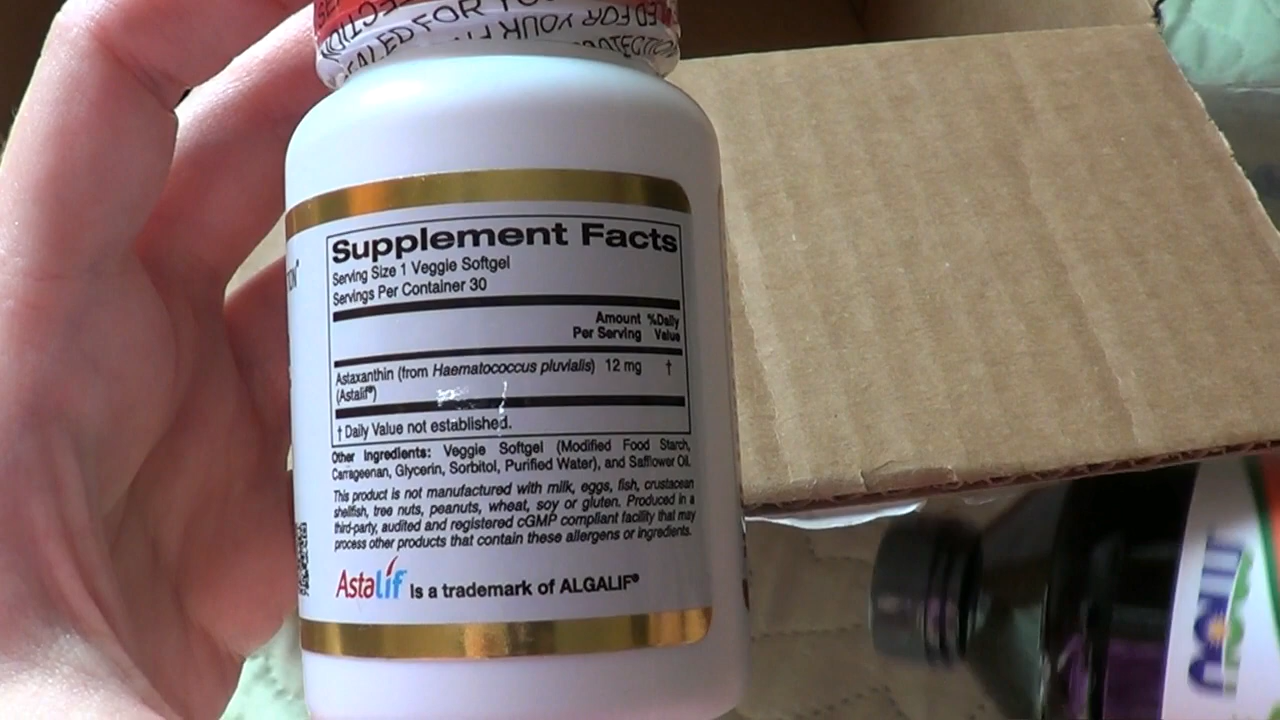 SEALED FOR YOUR
PROTECTION
Supplement Facts
Serving Size 1 Veggie Softgel
Servings Per Container 30
Amount %Daily
Per Serving Value
Astaxanthin (from Haematococcus pluvialis) 12 mg †
(Astalif®)
† Daily Value not established.
Other Ingredients: Veggie Softgel (Modified Food Starch,
Carrageenan, Glycerin, Sorbitol, Purified Water), and Safflower Oil.
This product is not manufactured with milk, eggs, fish, crustacean
shellfish, tree nuts, peanuts, wheat, soy or gluten. Produced in a
third-party, audited and registered cGMP compliant facility that may
process other products that contain these allergens or ingredients.
Astalif Is a trademark of ALGALIF®